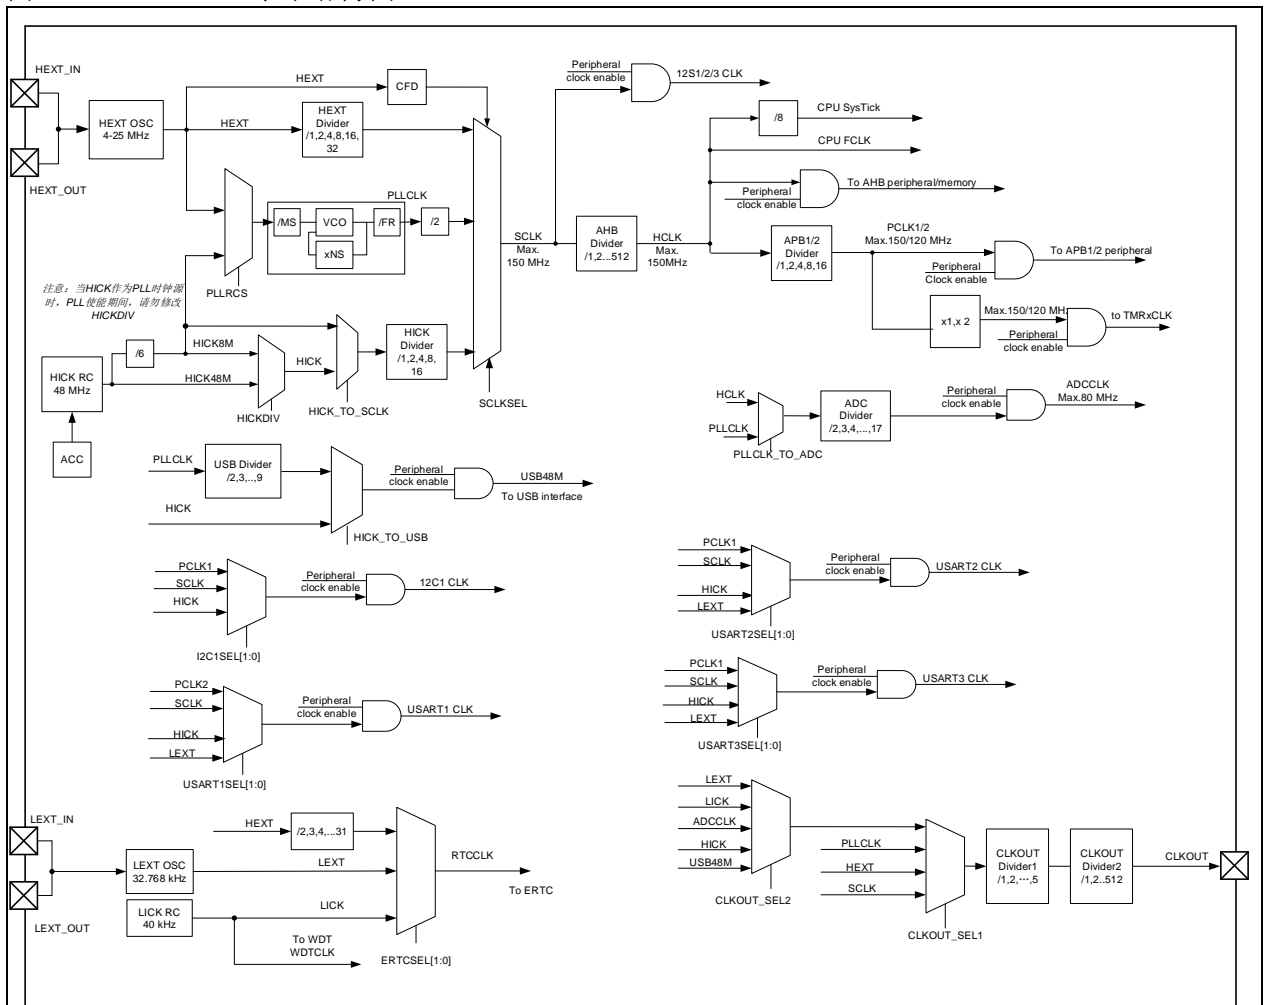 HEXT_IN
HEXT_OUT
HEXT OSC
4-25 MHz
HEXT
CFD
HEXT
HEXT
Divider
/1,2,4,8,16,
32
PLLCLK
/MS
VCO
/FR
xNS
/2
PLLRCS
注意：当HICK作为PLL时钟源
时，PLL使能期间，请勿修改
HICKDIV
/6
HICK8M
HICK RC
48 MHz
HICK48M
ACC
HICKDIV
HICK
HICK_TO_SCLK
HICK
Divider
/1,2,4,8,
16
SCLKSEL
SCLK
Max.
150 MHz
Peripheral
clock enable
12S1/2/3 CLK
AHB
Divider
/1,2...512
HCLK
Max.
150MHz
/8
CPU SysTick
CPU FCLK
Peripheral
clock enable
To AHB peripheral/memory
APB1/2
Divider
/1,2,4,8,16
PCLK1/2
Max.150/120 MHz
Peripheral
Clock enable
To APB1/2 peripheral
x1,x 2
Max.150/120 MHz
Peripheral
clock enable
to TMRxCLK
HCLK
PLLCLK
PLLCLK_TO_ADC
ADC
Divider
/2,3,4,...,17
Peripheral
clock enable
ADCCLK
Max.80 MHz
PLLCLK
USB Divider
/2,3,..,9
HICK
HICK_TO_USB
Peripheral
clock enable
USB48M
To USB interface
PCLK1
SCLK
HICK
I2C1SEL[1:0]
Peripheral
clock enable
12C1 CLK
PCLK1
SCLK
HICK
LEXT
USART2SEL[1:0]
Peripheral
clock enable
USART2 CLK
PCLK2
SCLK
HICK
LEXT
USART1SEL[1:0]
Peripheral
clock enable
USART1 CLK
PCLK1
SCLK
HICK
LEXT
USART3SEL[1:0]
Peripheral
clock enable
USART3 CLK
LEXT_IN
LEXT_OUT
LEXT OSC
32.768 kHz
LICK RC
40 kHz
HEXT
/2,3,4,...31
LEXT
LICK
To WDT
WDTCLK
ERTCSEL[1:0]
RTCCLK
To ERTC
LEXT
LICK
ADCCLK
HICK
USB48M
CLKOUT_SEL2
PLLCLK
HEXT
SCLK
CLKOUT_SEL1
CLKOUT
Divider1
/1,2,···,5
CLKOUT
Divider2
/1,2..512
CLKOUT